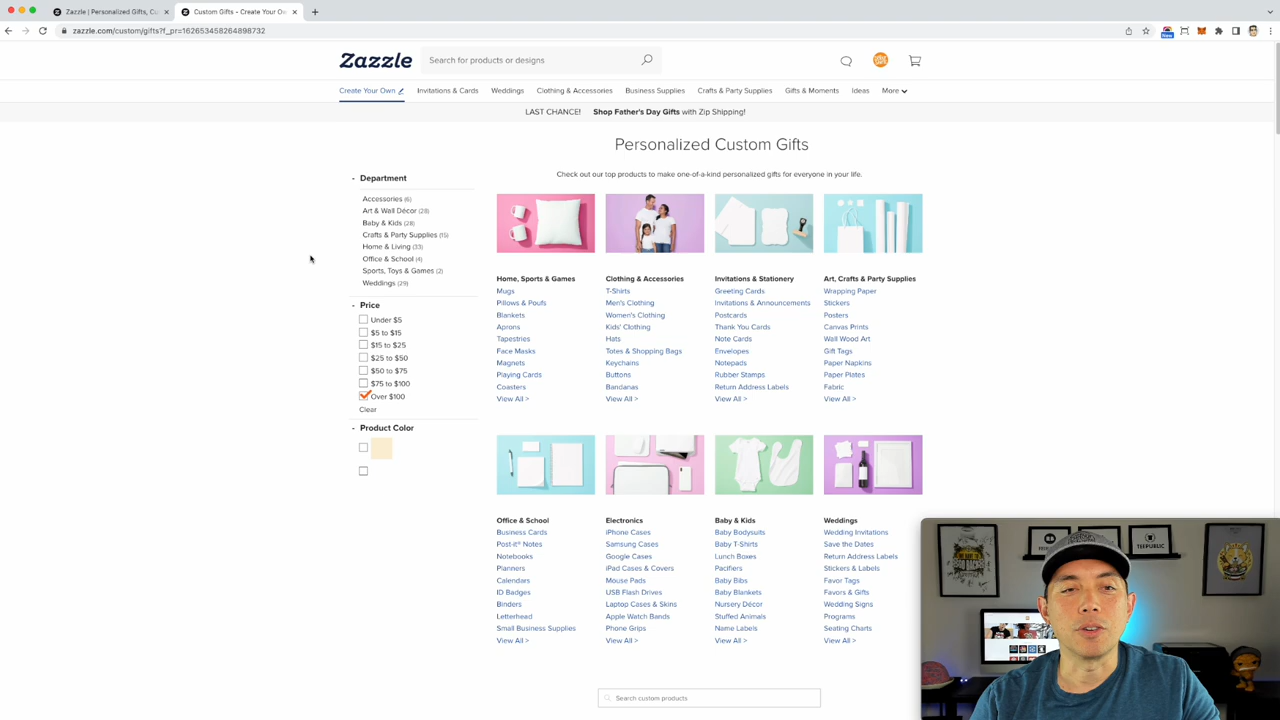 Zazzle | Personalized Gifts, Cu
Custom Gifts - Create Your Ow
zazzle.com/custom/gifts?f_pr=162653458264898732
New
Zazzle
Search for products or designs
Create Your Own
Invitations & Cards
Weddings
Clothing & Accessories
Business Supplies
Crafts & Party Supplies
Gifts & Moments
Ideas
More
LAST CHANCE! Shop Father's Day Gifts with Zip Shipping!
Personalized Custom Gifts
Check out our top products to make one-of-a-kind personalized gifts for everyone in your life.
Department
Accessories (6)
Art & Wall Décor (28)
Baby & Kids (28)
Crafts & Party Supplies (15)
Home & Living (33)
Office & School (4)
Sports, Toys & Games (2)
Weddings (29)
Price
Under $5
$5 to $15
$15 to $25
$25 to $50
$50 to $75
$75 to $100
Over $100
Clear
Product Color
Home, Sports & Games
Mugs
Pillows & Poufs
Blankets
Aprons
Tapestries
Face Masks
Magnets
Playing Cards
Coasters
View All >
Clothing & Accessories
T-Shirts
Men's Clothing
Women's Clothing
Kids' Clothing
Hats
Totes & Shopping Bags
Keychains
Buttons
Bandanas
View All >
Invitations & Stationery
Greeting Cards
Invitations & Announcements
Postcards
Thank You Cards
Note Cards
Envelopes
Notepads
Rubber Stamps
Return Address Labels
View All >
Art, Crafts & Party Supplies
Wrapping Paper
Stickers
Posters
Canvas Prints
Wall Wood Art
Gift Tags
Paper Napkins
Paper Plates
Fabric
View All >
Office & School
Business Cards
Post-it® Notes
Notebooks
Planners
Calendars
ID Badges
Binders
Letterhead
Small Business Supplies
View All >
Electronics
iPhone Cases
Samsung Cases
Google Cases
iPad Cases & Covers
Mouse Pads
USB Flash Drives
Laptop Cases & Skins
Apple Watch Bands
Phone Grips
View All >
Baby & Kids
Baby Bodysuits
Baby T-Shirts
Lunch Boxes
Pacifiers
Baby Bibs
Baby Blankets
Nursery Décor
Stuffed Animals
Name Labels
View All >
Weddings
Wedding Invitations
Save the Dates
Return Address Labels
Stickers & Labels
Favor Tags
Favors & Gifts
Wedding Signs
Programs
Seating Charts
View All >
Search custom products
TEEPUBLIC